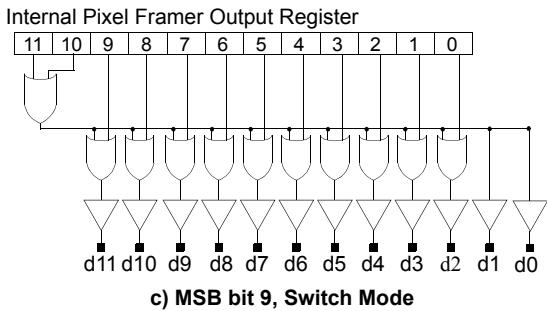 Internal Pixel Framer Output Register
11 10 9 8 7 6 5 4 3 2 1 0
d11 d10 d9 d8 d7 d6 d5 d4 d3 d2 d1 d0
c) MSB bit 9, Switch Mode